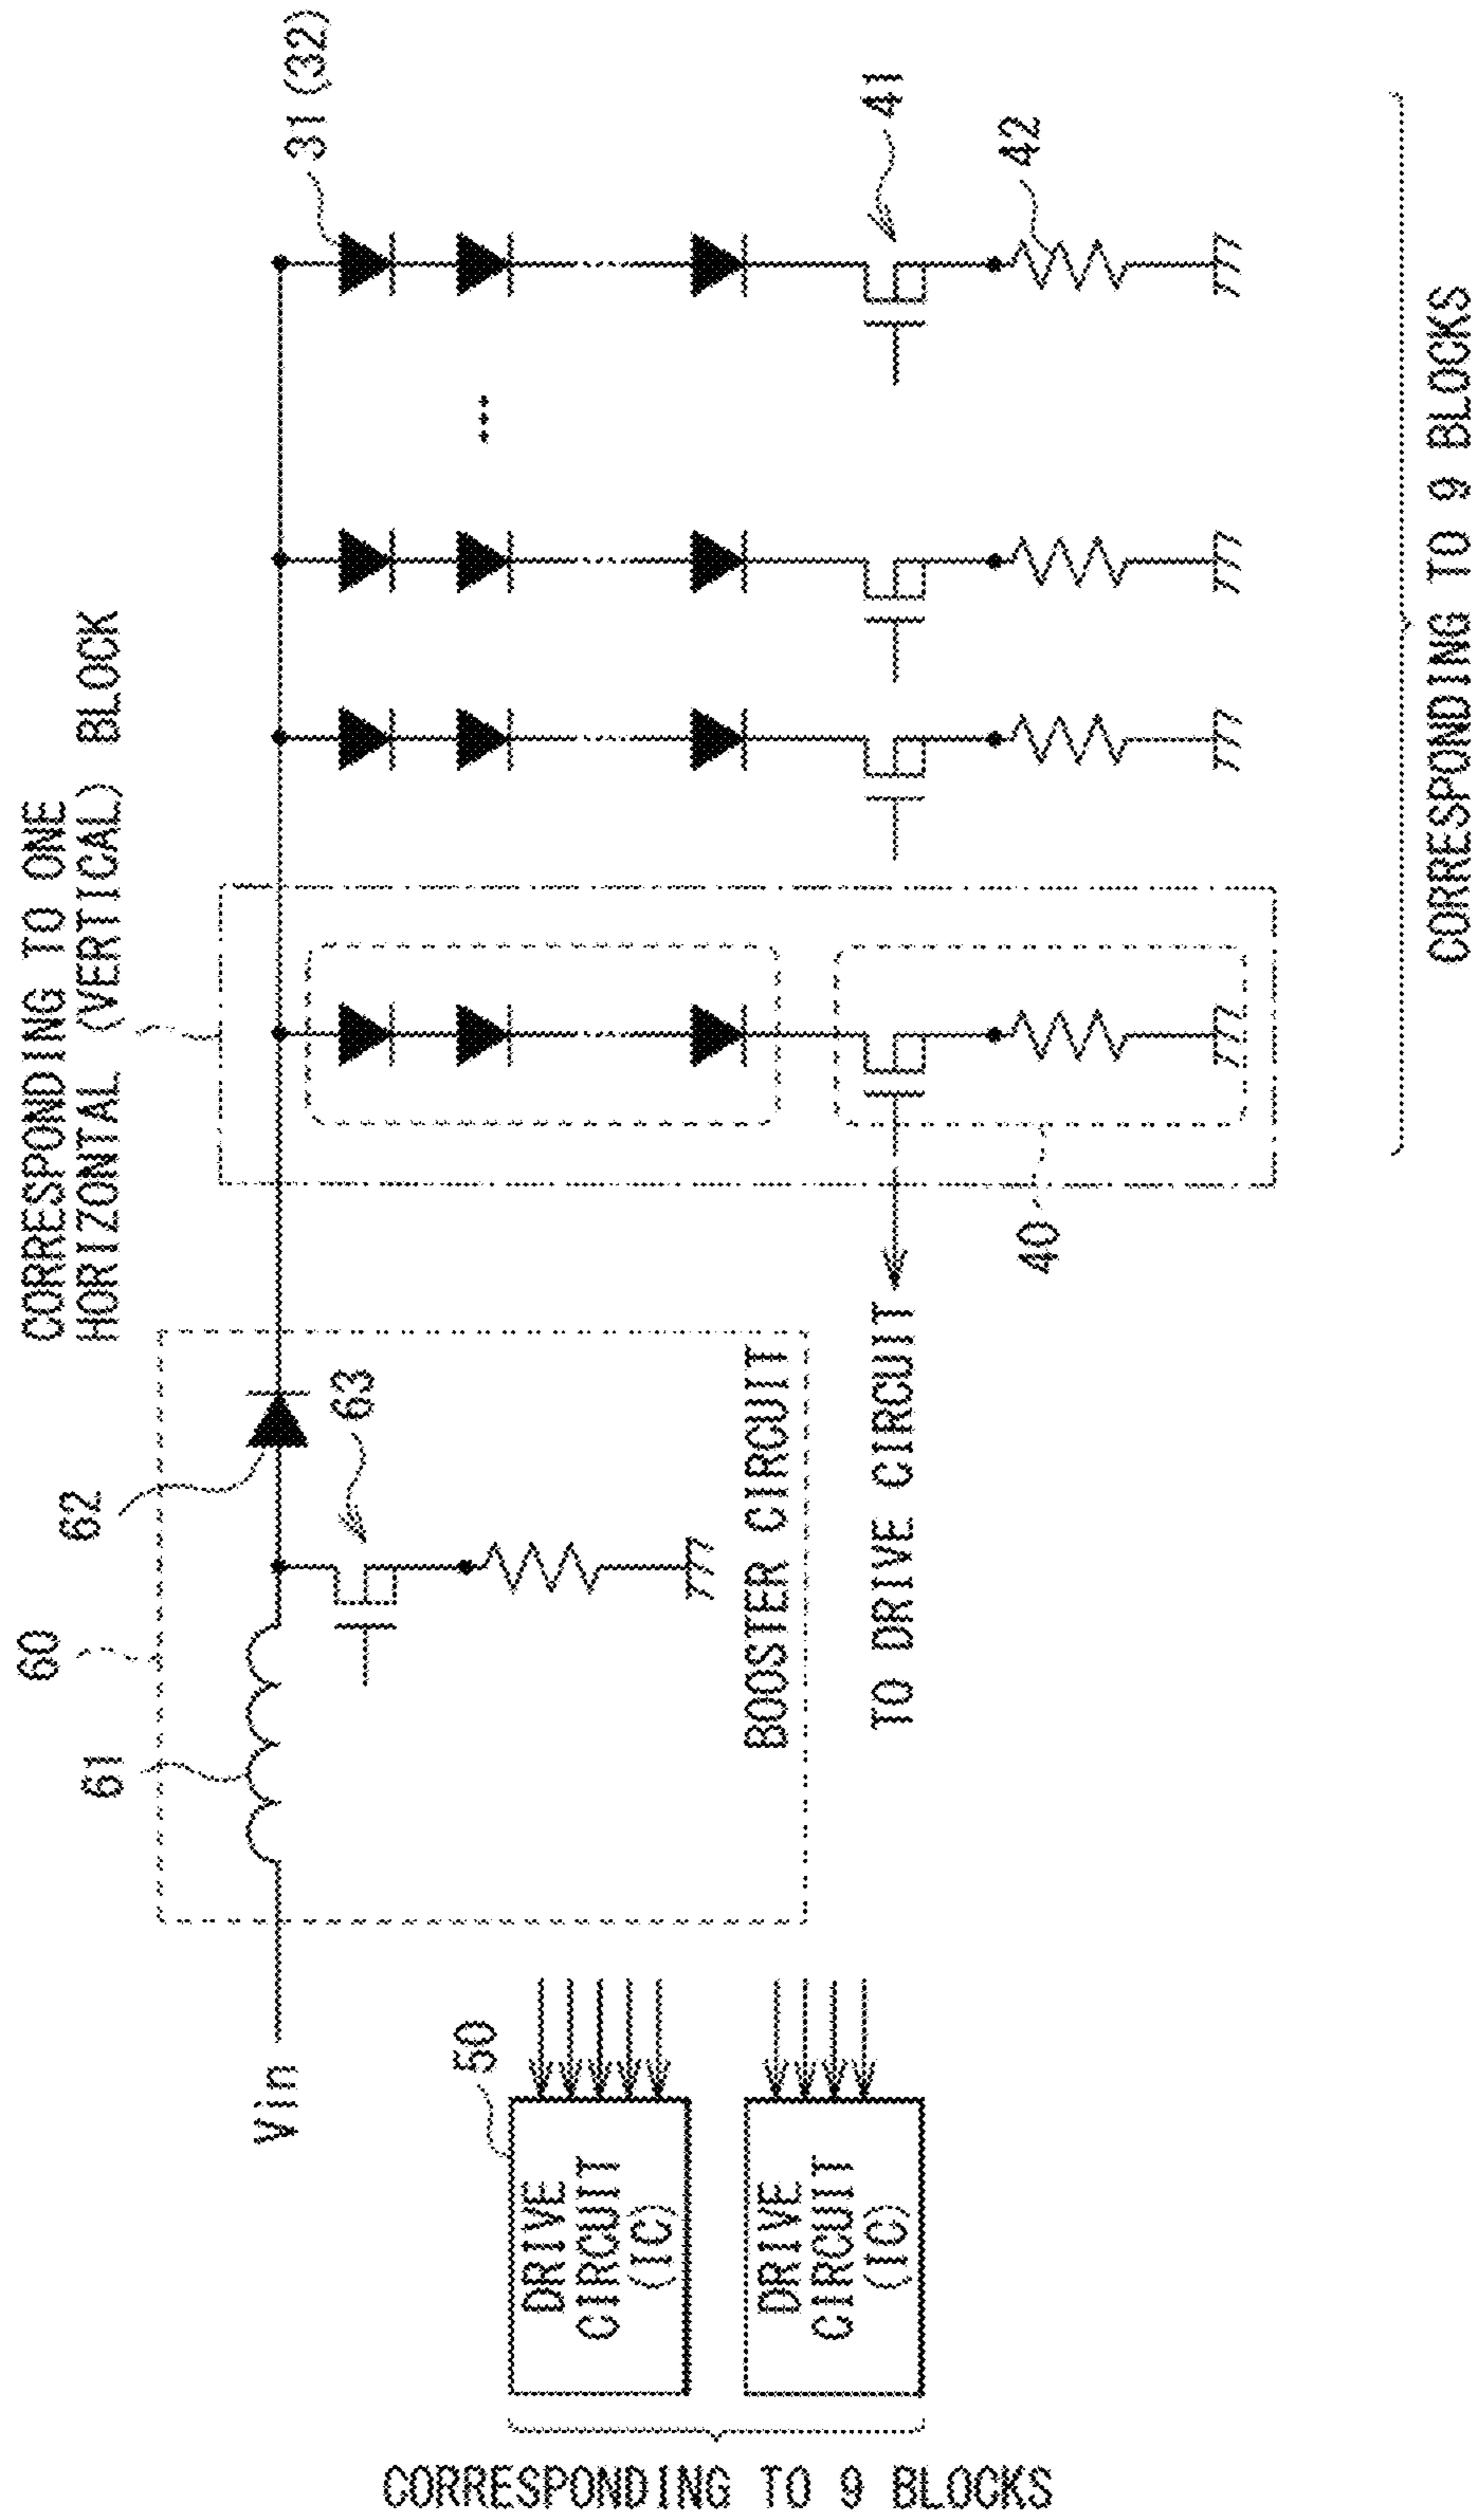 CORRESPONDING TO ONE
HORIZONTAL (VERTICAL) BLOCK
60
61
62
63
31(32)
Vin
BOOSTER CIRCUIT
TO DRIVE CIRCUIT
40
41
42
50
DRIVE
CIRCUIT
(IC)
DRIVE
CIRCUIT
(IC)
CORRESPONDING TO 9 BLOCKS
CORRESPONDING TO 9 BLOCKS